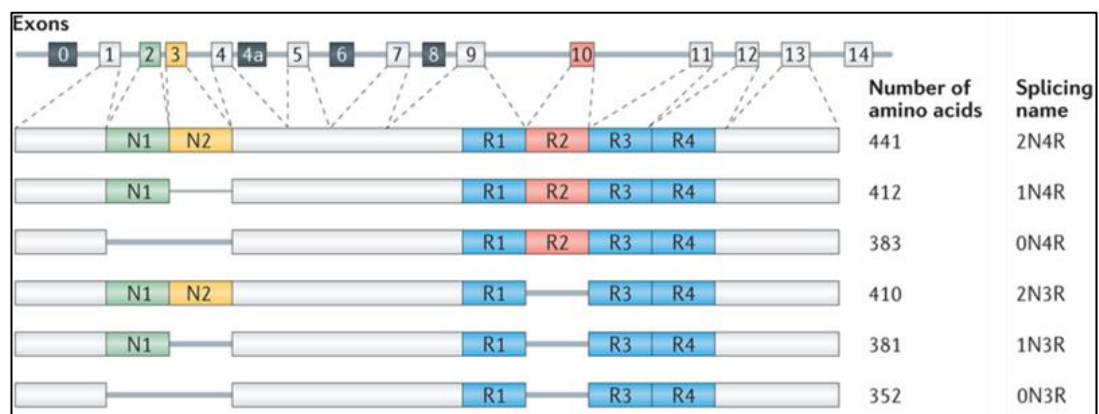 Exons
0 1 2 3 4 4a 5 6 7 8 9 10 11 12 13 14
Number of
amino acids
Splicing
name
N1 N2 R1 R2 R3 R4 441 2N4R
N1 R1 R2 R3 R4 412 1N4R
R1 R2 R3 R4 383 0N4R
N1 N2 R1 R3 R4 410 2N3R
N1 R1 R3 R4 381 1N3R
R1 R3 R4 352 0N3R